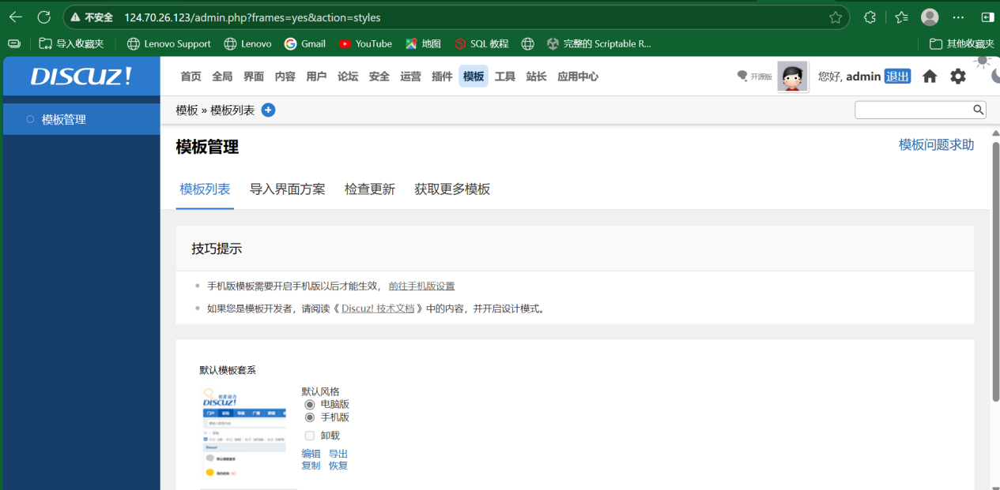 不安全 124.70.26.123/admin.php?frames=yes&action=styles
导入收藏夹 Lenovo Support Lenovo Gmail YouTube 地图 SQL 教程 完整的 Scriptable R... 其他收藏夹
DISCUZ! 首页 全局 界面 内容 用户 论坛 安全 运营 插件 模板 工具 站长 应用中心 开源版 您好, admin 退出
模板 » 模板列表
模板管理
模板管理 模板问题求助
模板列表 导入界面方案 检查更新 获取更多模板
技巧提示
手机版模板需要开启手机版以后才能生效， 前往手机版设置
如果您是模板开发者，请阅读《 Discuz! 技术文档 》中的内容，并开启设计模式。
默认模板套系
DISCUZ!
默认风格
电脑版
手机版
卸载
编辑 导出
复制 恢复